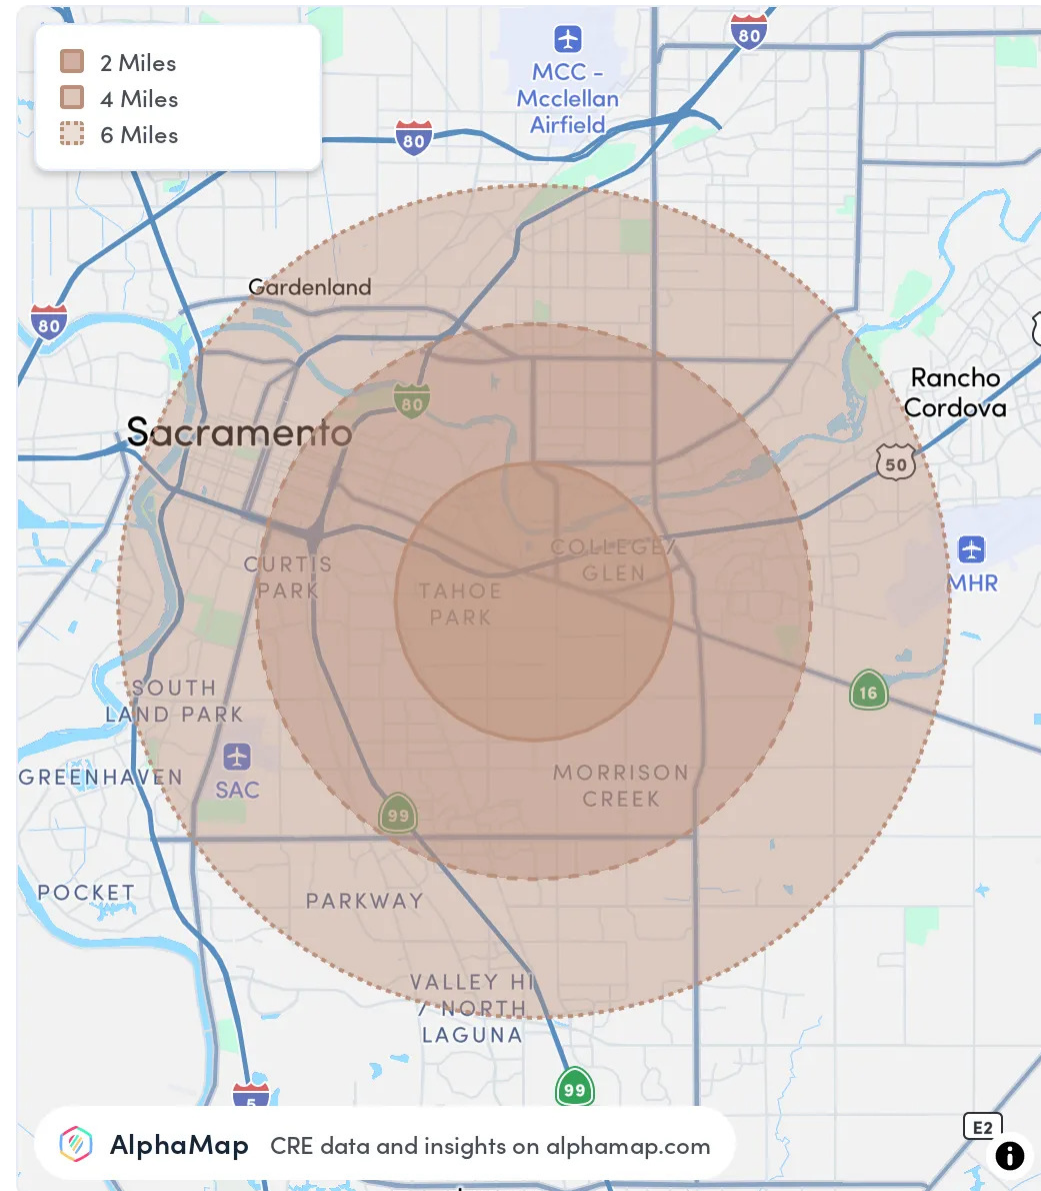 2 Miles
4 Miles
6 Miles
80
MCC -
Mcclellan
Airfield
80
Gardenland
80
Rancho
Cordova
80
Sacramento
50
COLLEGE/
GLEN
MHR
CURTIS
PARK
TAHOE
PARK
SOUTH
LAND PARK
16
GREENHAVEN
SAC
MORRISON
CREEK
99
POCKET
PARKWAY
VALLEY HI
/ NORTH
LAGUNA
99
5
E2
AlphaMap CRE data and insights on alphamap.com